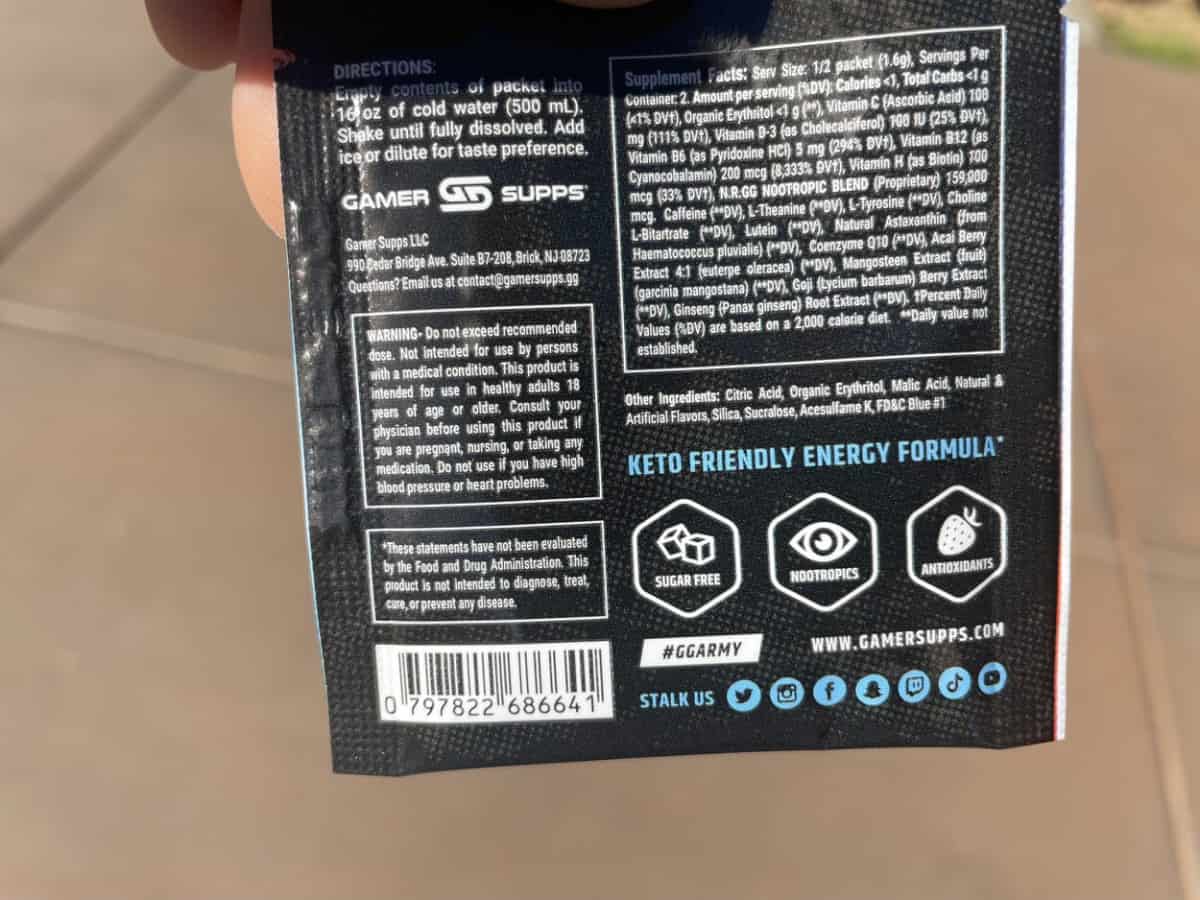 DIRECTIONS:
Empty contents of packet into
16 oz of cold water (500 mL).
Shake until fully dissolved. Add
ice or dilute for taste preference.
GAMER GS SUPPS
Gamer Supps LLC
990 Cedar Bridge Ave. Suite B7-208, Brick, NJ 08723
Questions? Email us at contact@gamersupps.gg
WARNING- Do not exceed recommended
dose. Not intended for use by persons
with a medical condition. This product is
intended for use in healthy adults 18
years of age or older. Consult your
physician before using this product if
you are pregnant, nursing, or taking any
medication. Do not use if you have high
blood pressure or heart problems.
*These statements have not been evaluated
by the Food and Drug Administration. This
product is not intended to diagnose, treat,
cure, or prevent any disease.
0 797822 686641
Supplement Facts: Serv Size: 1/2 packet (1.6g), Servings Per
Container: 2. Amount per serving (%DV): Calories <1, Total Carbs <1 g
(<1% DV†), Organic Erythritol <1 g (**), Vitamin C (Ascorbic Acid) 100
mg (111% DV†), Vitamin D-3 (as Cholecalciferol) 100 IU (25% DV†),
Vitamin B6 (as Pyridoxine HCl) 5 mg (294% DV†), Vitamin B12 (as
Cyanocobalamin) 200 mcg (8,333% DV†), Vitamin H (as Biotin) 100
mcg (33% DV†), N.R.GG NOOTROPIC BLEND (Proprietary) 159,000
mcg. Caffeine (**DV), L-Theanine (**DV), L-Tyrosine (**DV), Choline
L-Bitartrate (**DV), Lutein (**DV), Natural Astaxanthin (from
Haematococcus pluvialis) (**DV), Coenzyme Q10 (**DV), Acai Berry
Extract 4:1 (euterpe oleracea) (**DV), Mangosteen Extract (fruit)
(garcinia mangostana) (**DV), Goji (Lycium barbarum) Berry Extract
(**DV), Ginseng (Panax ginseng) Root Extract (**DV). †Percent Daily
Values (%DV) are based on a 2,000 calorie diet. **Daily value not
established.
Other Ingredients: Citric Acid, Organic Erythritol, Malic Acid, Natural &
Artificial Flavors, Silica, Sucralose, Acesulfame K, FD&C Blue #1
KETO FRIENDLY ENERGY FORMULA*
SUGAR FREE
NOOTROPICS
ANTIOXIDANTS
#GGARMY
WWW.GAMERSUPPS.COM
STALK US